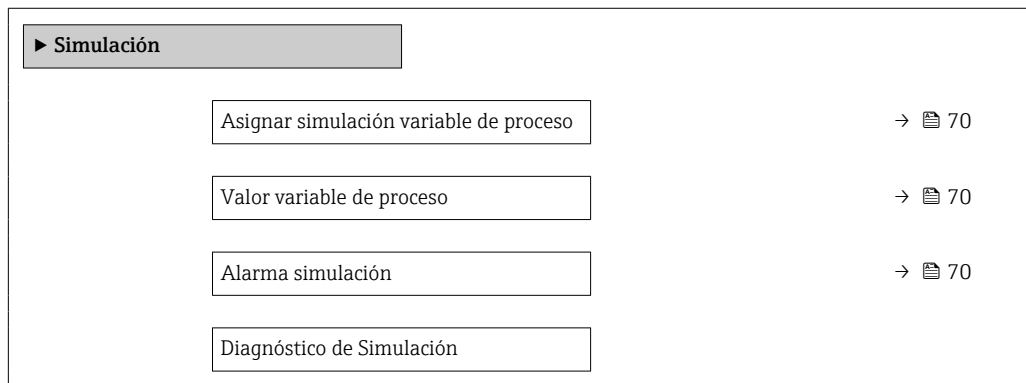 ▶ Simulación
Asignar simulación variable de proceso → 70
Valor variable de proceso → 70
Alarma simulación → 70
Diagnóstico de Simulación